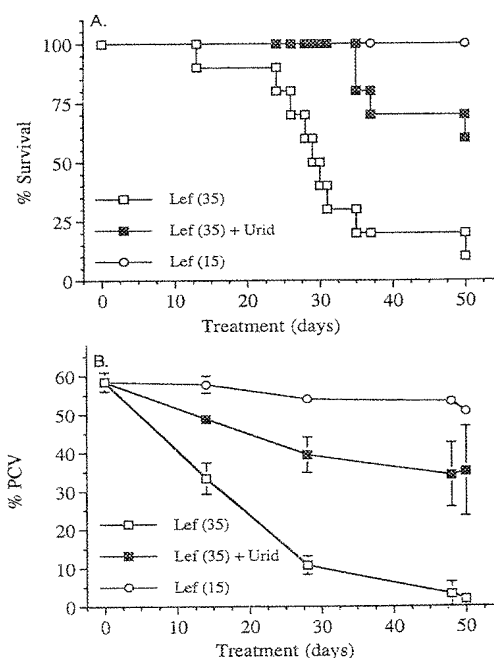 A.
100
75
50
25
0
% Survival
Lef (35)
Lef (35) + Urid
Lef (15)
0 10 20 30 40 50
Treatment (days)
B.
60
50
40
30
20
10
0
% PCV
Lef (35)
Lef (35) + Urid
Lef (15)
0 10 20 30 40 50
Treatment (days)